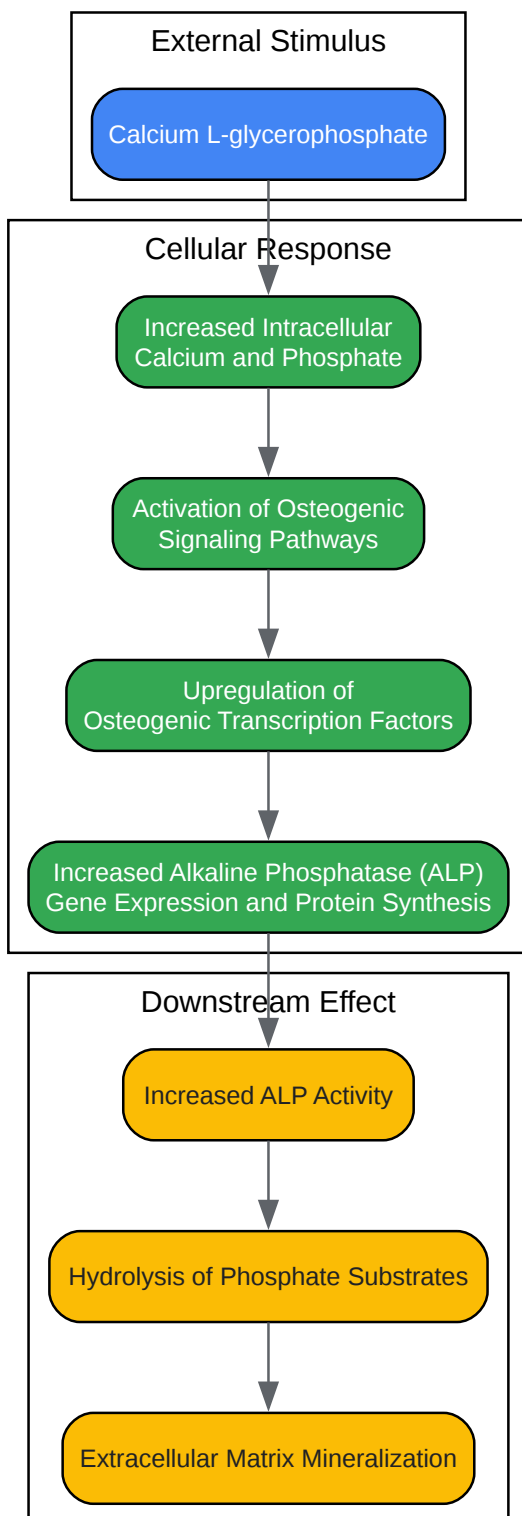 External Stimulus
Calcium L-glycerophosphate
Cellular Response
Increased Intracellular
Calcium and Phosphate
Activation of Osteogenic
Signaling Pathways
Upregulation of
Osteogenic Transcription Factors
Increased Alkaline Phosphatase (ALP)
Gene Expression and Protein Synthesis
Downstream Effect
Increased ALP Activity
Hydrolysis of Phosphate Substrates
Extracellular Matrix Mineralization